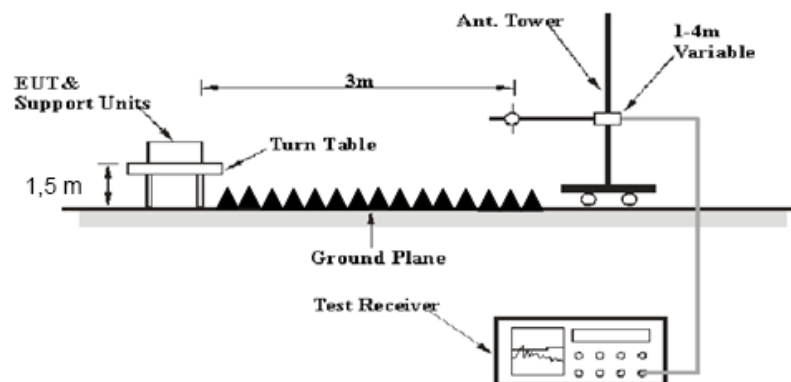 Ant. Tower
1-4m
Variable
EUT &
Support Units
3m
Turn Table
1,5 m
Ground Plane
Test Receiver